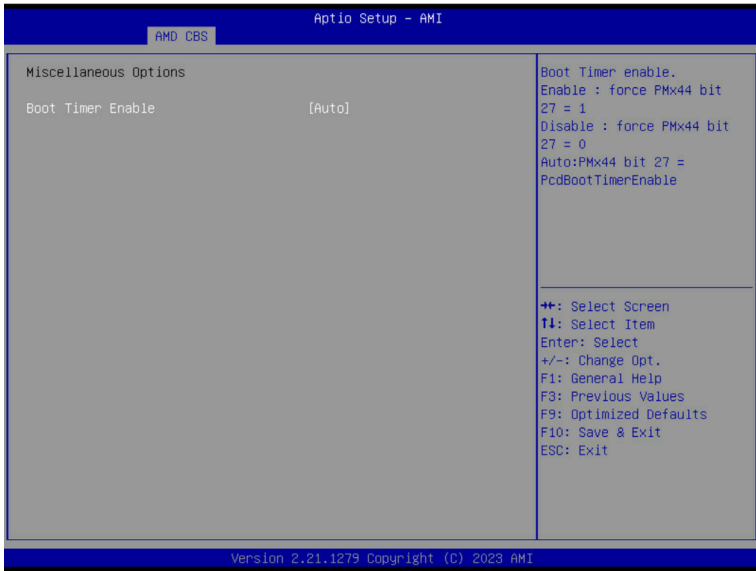 Aptio Setup – AMI
AMD CBS
Miscellaneous Options
Boot Timer Enable [Auto]
Boot Timer enable.
Enable : force PMx44 bit
27 = 1
Disable : force PMx44 bit
27 = 0
Auto:PMx44 bit 27 =
PcdBootTimerEnable
→←: Select Screen
↑↓: Select Item
Enter: Select
+/-: Change Opt.
F1: General Help
F3: Previous Values
F9: Optimized Defaults
F10: Save & Exit
ESC: Exit
Version 2.21.1279 Copyright (C) 2023 AMI